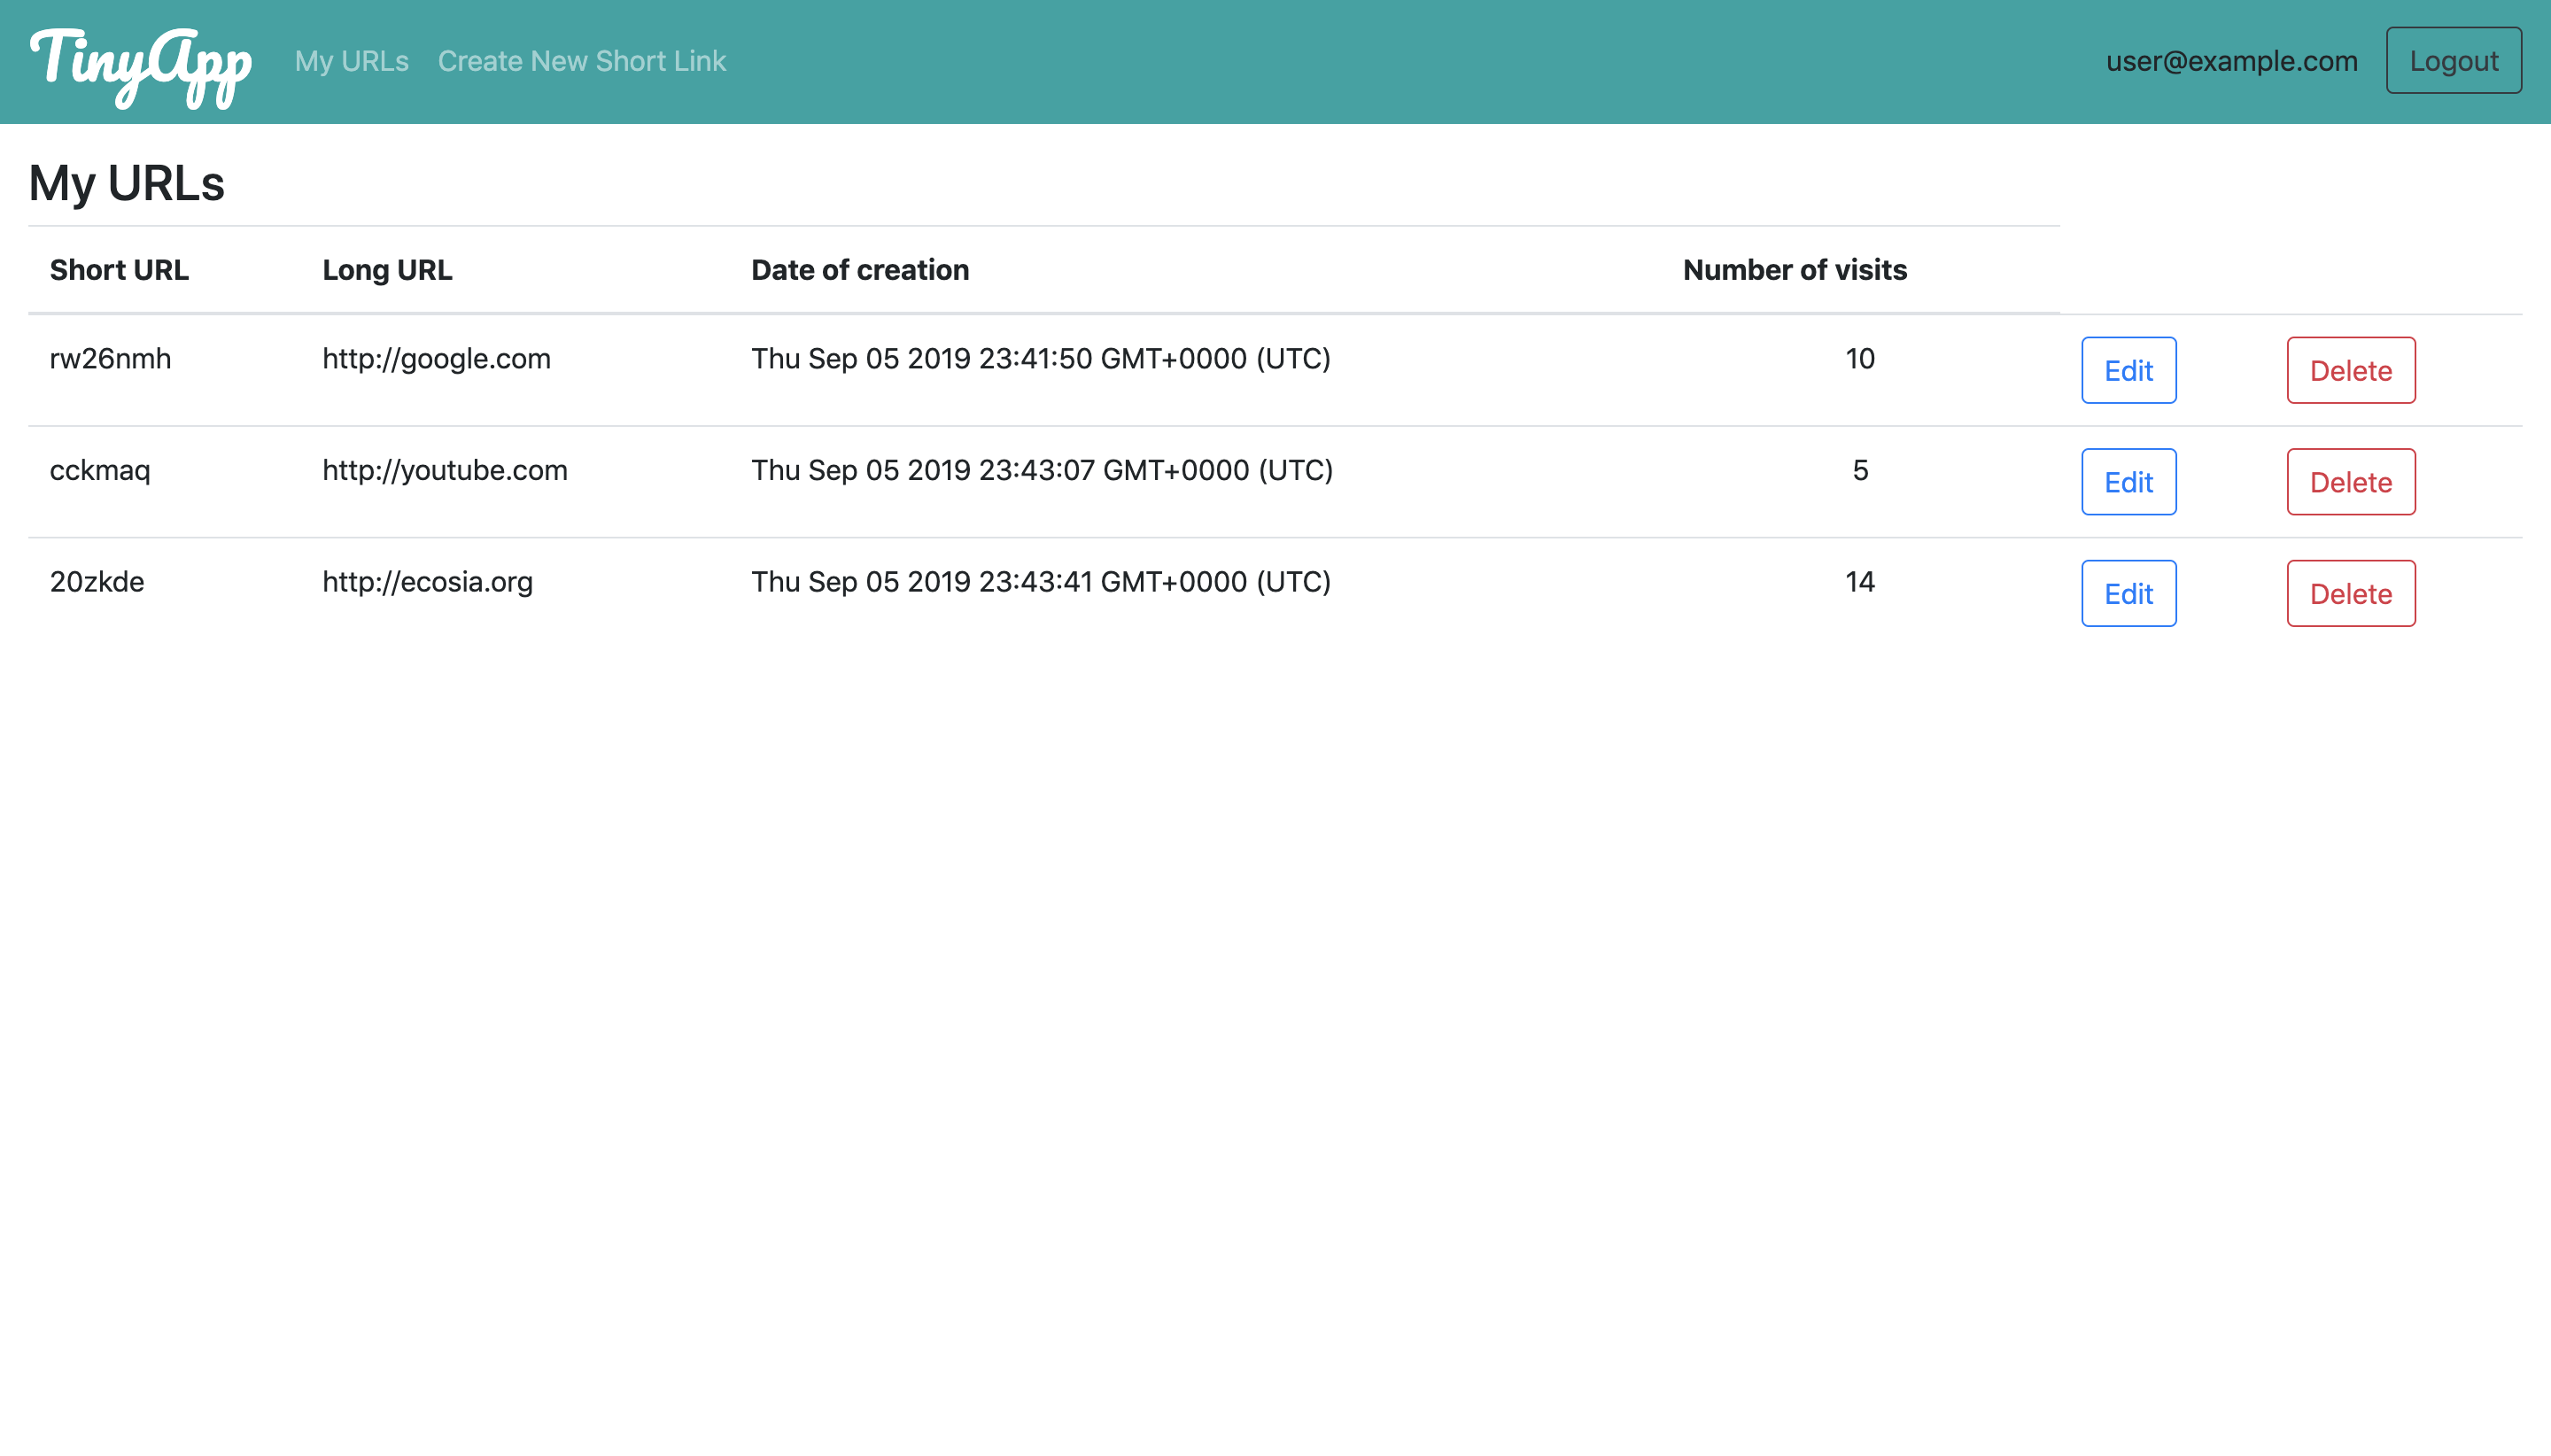 TinyApp My URLs Create New Short Link user@example.com Logout
My URLs
Short URL Long URL Date of creation Number of visits
rw26nmh http://google.com Thu Sep 05 2019 23:41:50 GMT+0000 (UTC) 10 Edit Delete
cckmaq http://youtube.com Thu Sep 05 2019 23:43:07 GMT+0000 (UTC) 5 Edit Delete
20zkde http://ecosia.org Thu Sep 05 2019 23:43:41 GMT+0000 (UTC) 14 Edit Delete